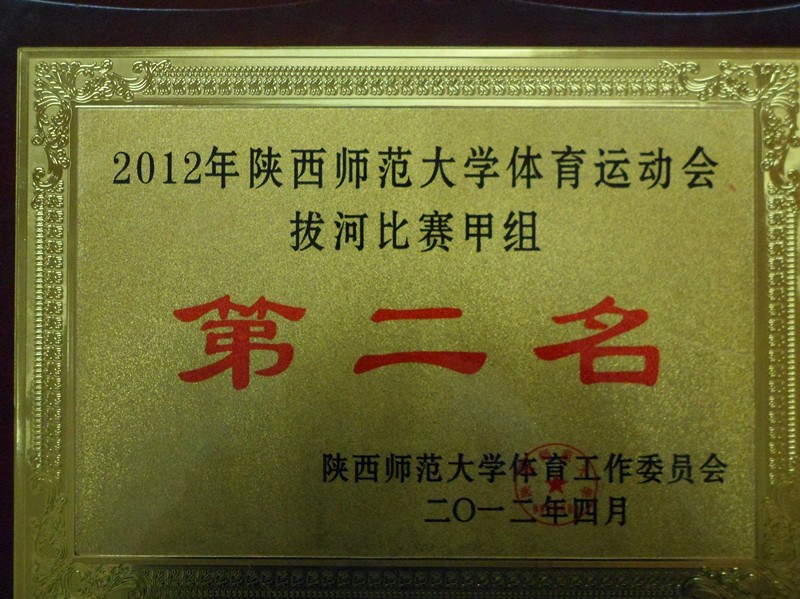 2012年陕西师范大学体育运动会
拔河比赛甲组
第二名
陕西师范大学体育工作委员会
二〇一二年四月